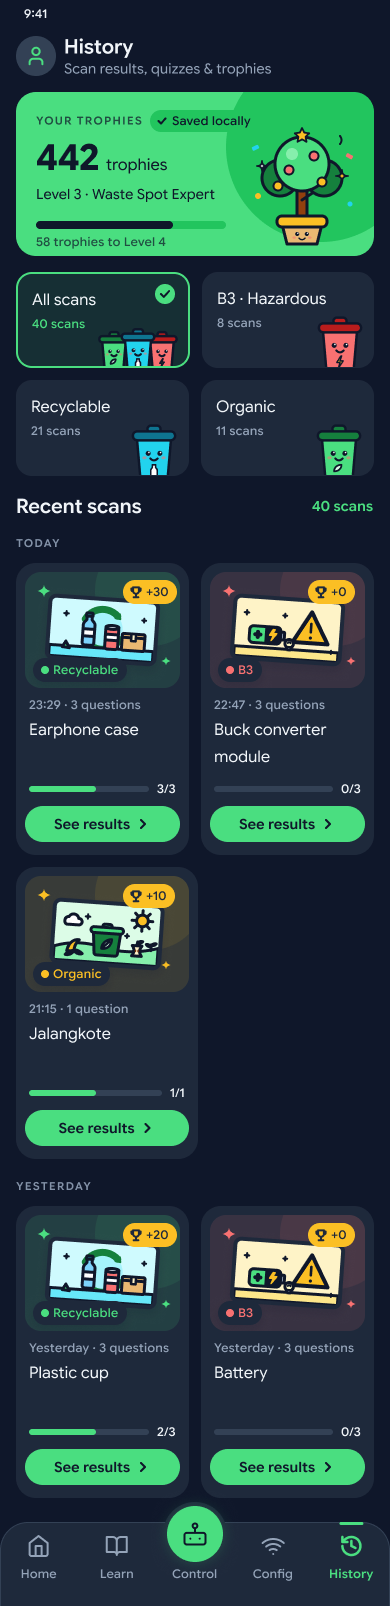 9:41
History
Scan results, quizzes & trophies
YOUR TROPHIES
Saved locally
442 trophies
Level 3 · Waste Spot Expert
58 trophies to Level 4
All scans
40 scans
B3 · Hazardous
8 scans
Recyclable
21 scans
Organic
11 scans
Recent scans
40 scans
TODAY
+30
Recyclable
23:29 · 3 questions
Earphone case
3/3
See results
+0
B3
22:47 · 3 questions
Buck converter
module
0/3
See results
+10
Organic
21:15 · 1 question
Jalangkote
1/1
See results
YESTERDAY
+20
Recyclable
Yesterday · 3 questions
Plastic cup
2/3
See results
+0
B3
Yesterday · 3 questions
Battery
0/3
See results
Home
Learn
Control
Config
History